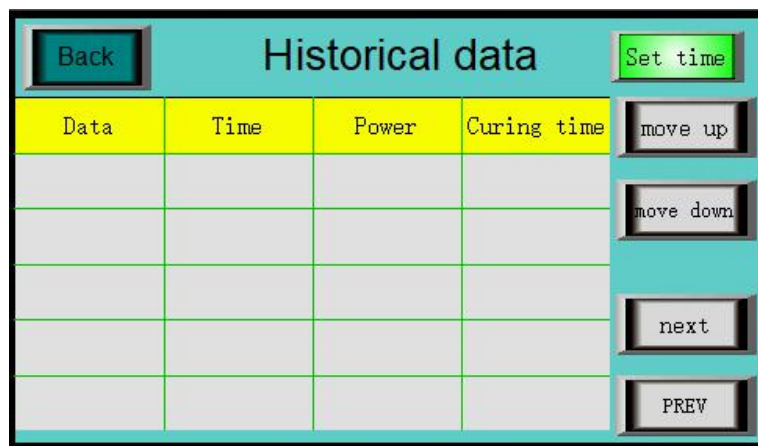 Back
Historical data
Set time
Data Time Power Curing time
move up
move down
next
PREV